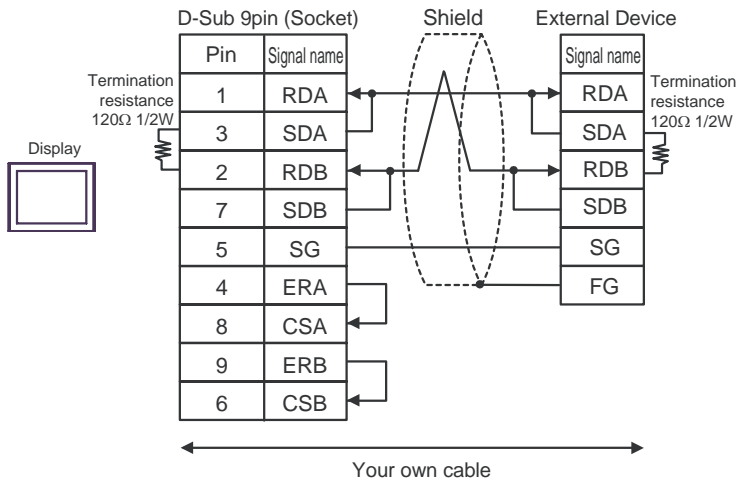 D-Sub 9pin (Socket) Shield External Device
Pin Signal name Signal name
Termination
resistance
120Ω 1/2W
Termination
resistance
120Ω 1/2W
Display
1 RDA RDA
3 SDA SDA
2 RDB RDB
7 SDB SDB
5 SG SG
4 ERA FG
8 CSA
9 ERB
6 CSB
Your own cable